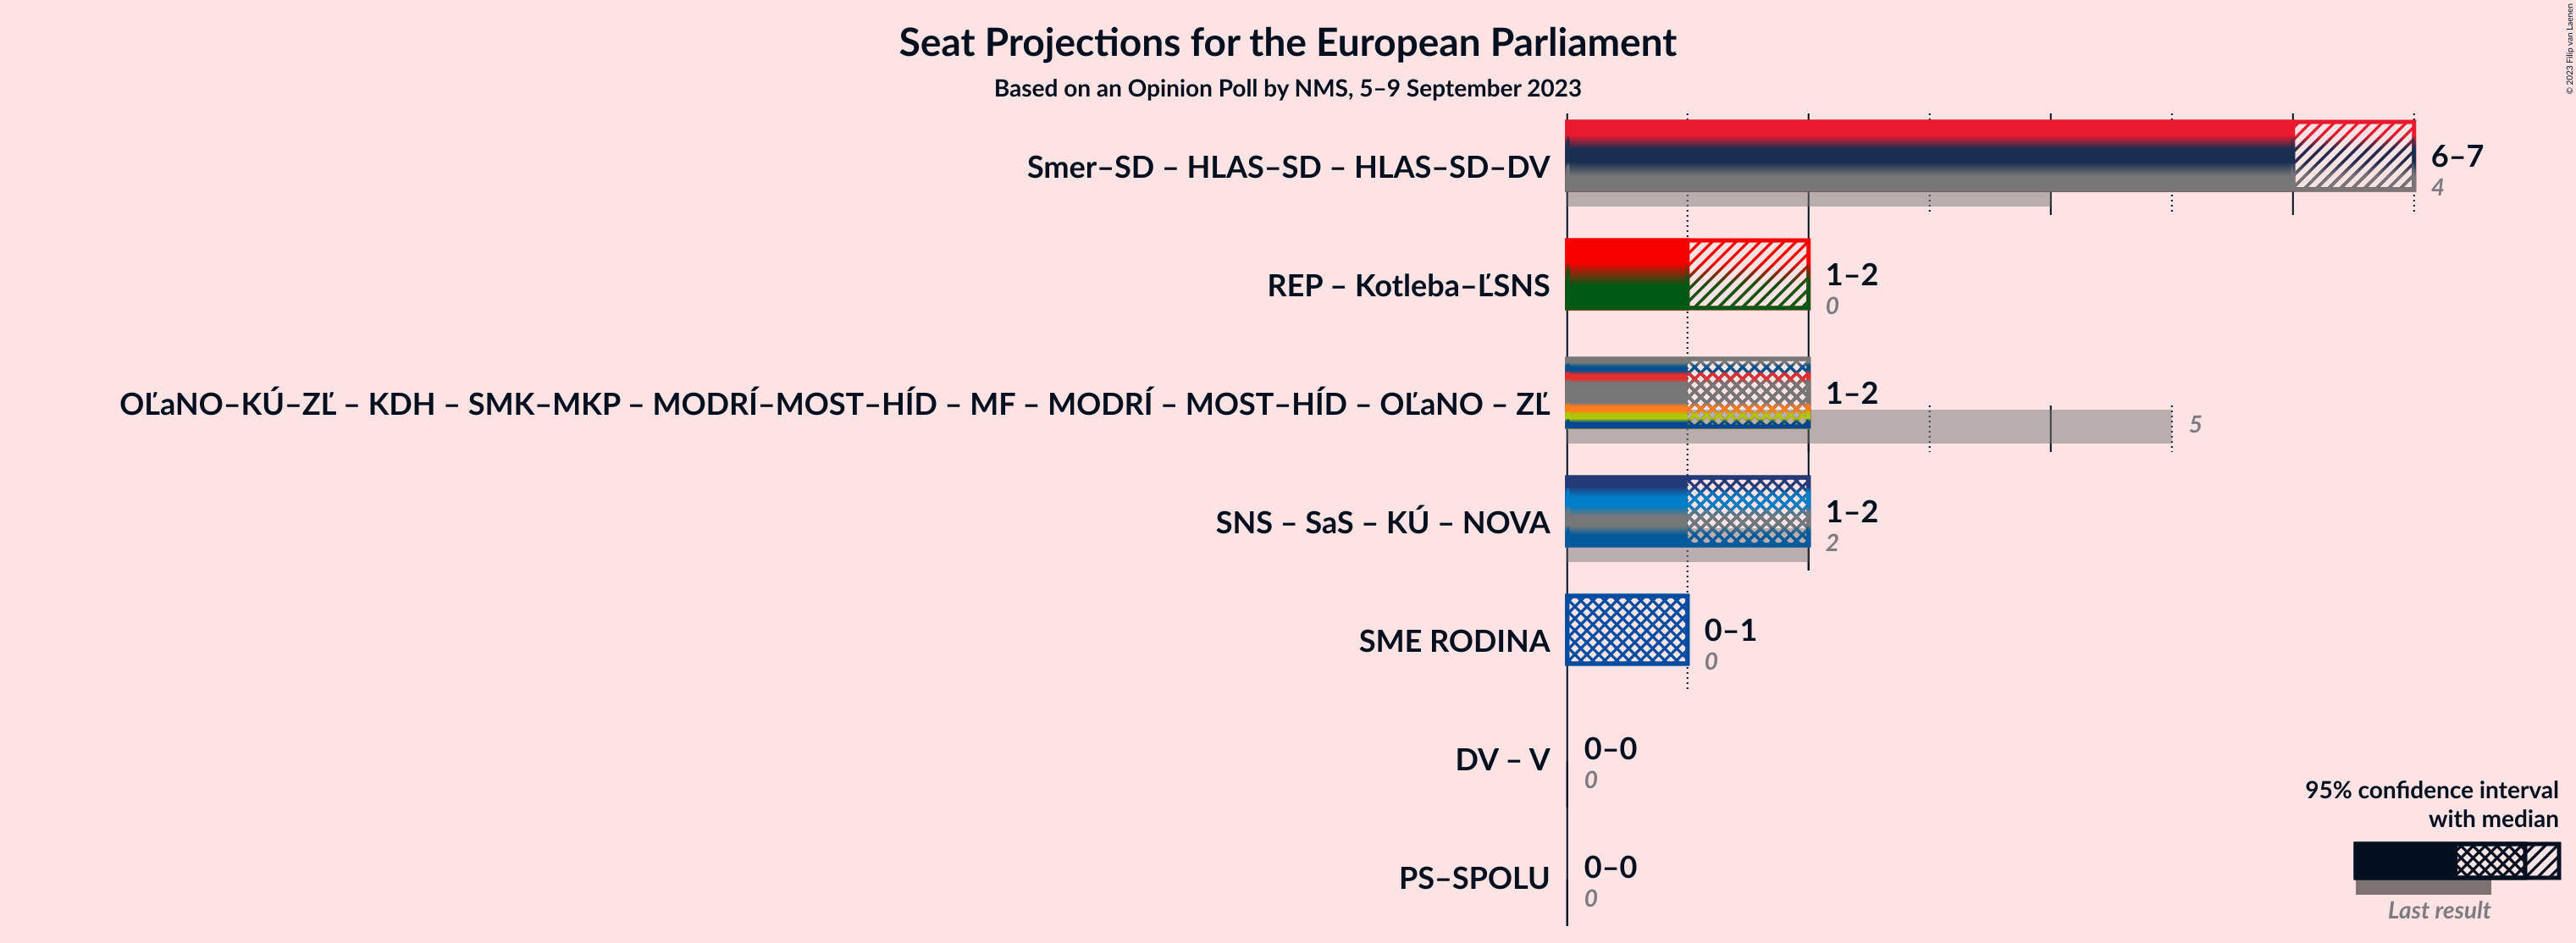 Seat Projections for the European Parliament
Based on an Opinion Poll by NMS, 5–9 September 2023
© 2023 Filip van Laenen
Smer–SD – HLAS–SD – HLAS–SD–DV
6–7
4
REP – Kotleba–ĽSNS
1–2
0
OĽaNO–KÚ–ZĽ – KDH – SMK–MKP – MODRÍ–MOST–HÍD – MF – MODRÍ – MOST–HÍD – OĽaNO – ZĽ
1–2
5
SNS – SaS – KÚ – NOVA
1–2
2
SME RODINA
0–1
0
DV – V
0–0
0
PS–SPOLU
0–0
0
95% confidence interval
with median
Last result